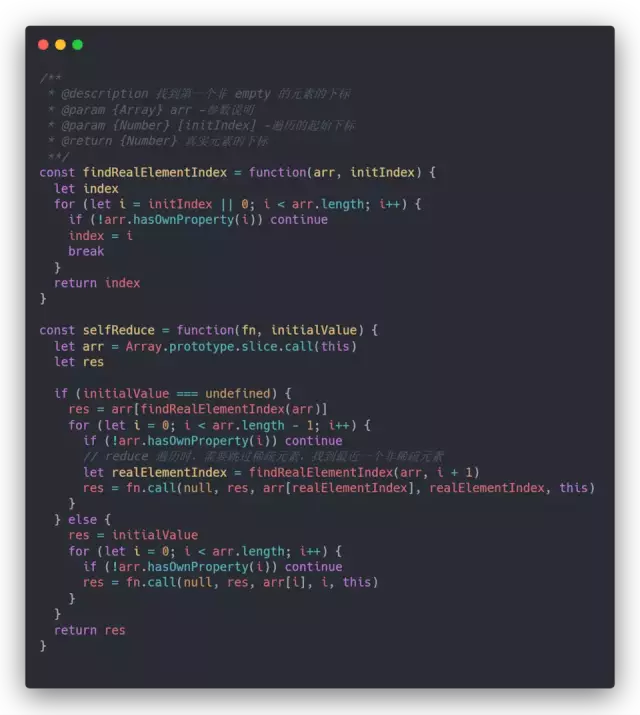 /**
 * @description 找到第一个非 empty 的元素的下标
 * @param {Array} arr -参数说明
 * @param {Number} [initIndex] -遍历的起始下标
 * @return {Number} 真实元素的下标
 **/
const findRealElementIndex = function(arr, initIndex) {
  let index
  for (let i = initIndex || 0; i < arr.length; i++) {
    if (!arr.hasOwnProperty(i)) continue
    index = i
    break
  }
  return index
}

const selfReduce = function(fn, initialValue) {
  let arr = Array.prototype.slice.call(this)
  let res

  if (initialValue === undefined) {
    res = arr[findRealElementIndex(arr)]
    for (let i = 0; i < arr.length - 1; i++) {
      if (!arr.hasOwnProperty(i)) continue
      // reduce 遍历时，需要跳过稀疏元素，找到最近一个非稀疏元素
      let realElementIndex = findRealElementIndex(arr, i + 1)
      res = fn.call(null, res, arr[realElementIndex], realElementIndex, this)
    }
  } else {
    res = initialValue
    for (let i = 0; i < arr.length; i++) {
      if (!arr.hasOwnProperty(i)) continue
      res = fn.call(null, res, arr[i], i, this)
    }
  }
  return res
}